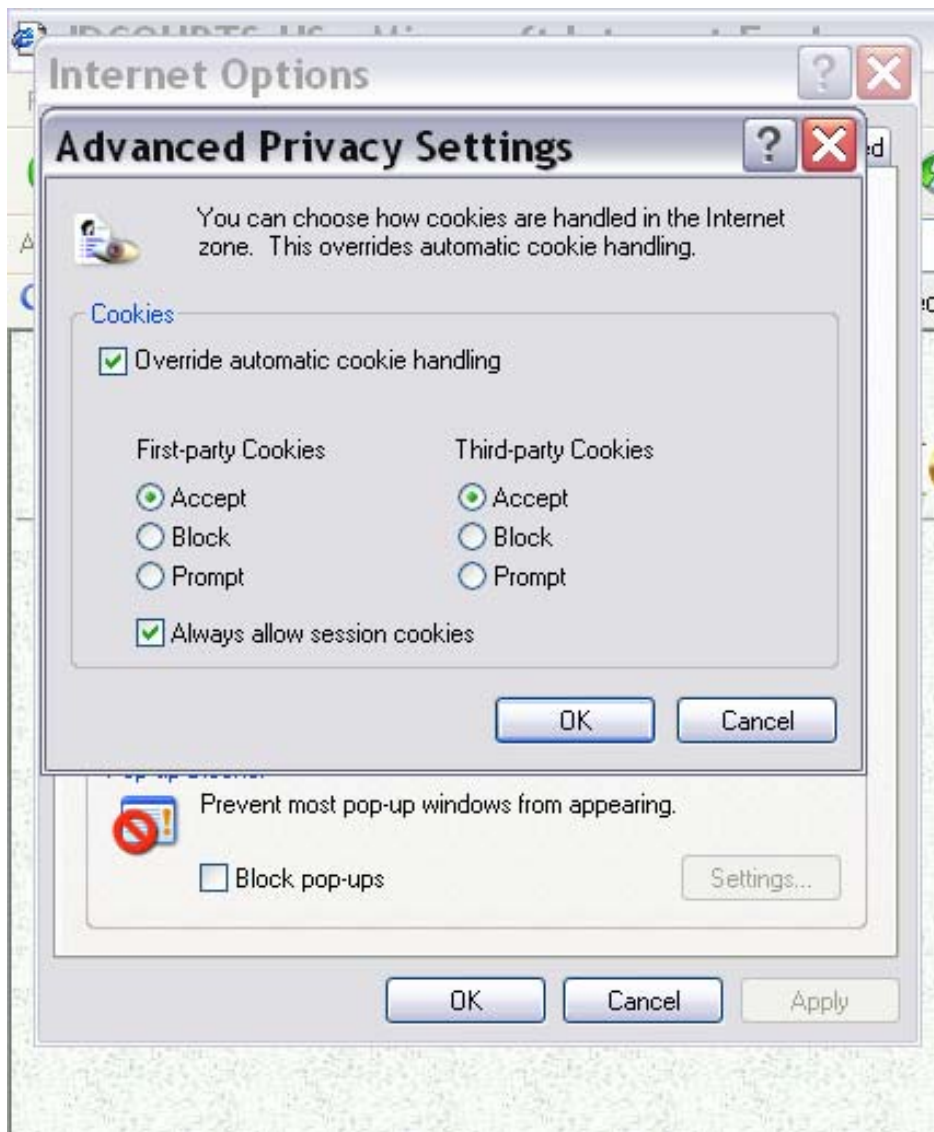 Internet Options
Advanced Privacy Settings
You can choose how cookies are handled in the Internet
zone. This overrides automatic cookie handling.
Cookies
Override automatic cookie handling
First-party Cookies Third-party Cookies
Accept Accept
Block Block
Prompt Prompt
Always allow session cookies
OK Cancel
Prevent most pop-up windows from appearing.
Block pop-ups Settings...
OK Cancel Apply